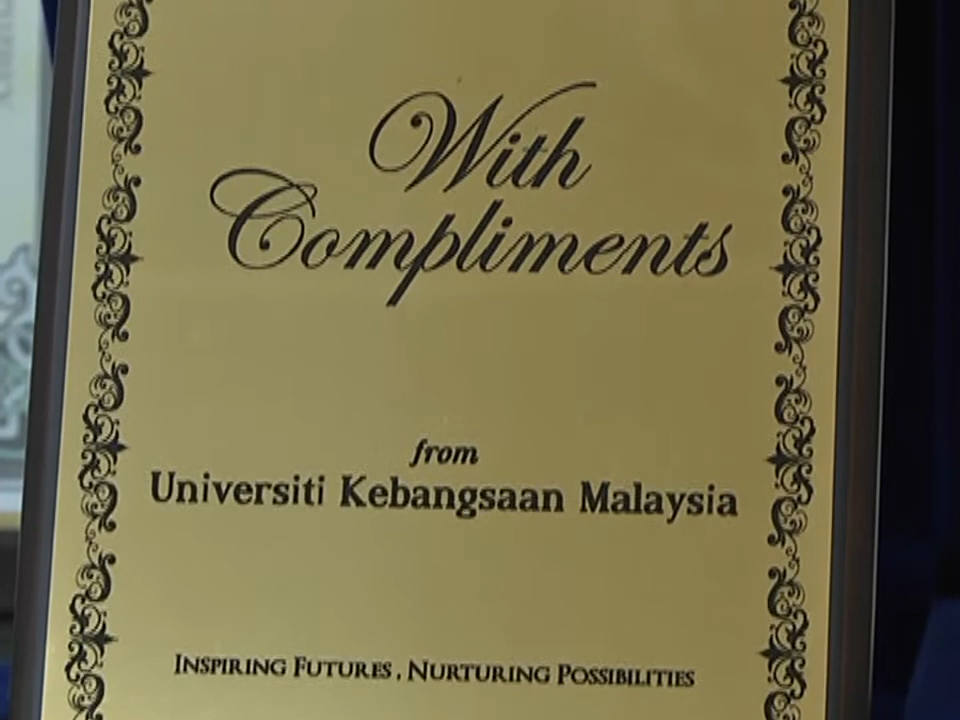 With
Compliments
from
Universiti Kebangsaan Malaysia
INSPIRING FUTURES, NURTURING POSSIBILITIES